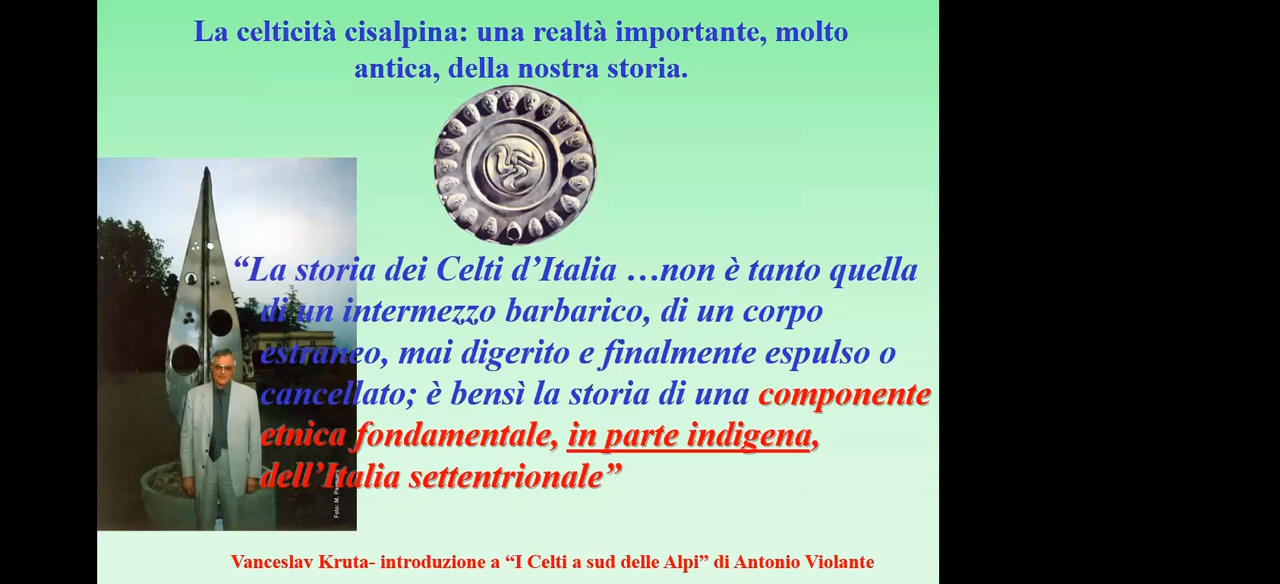 La celticità cisalpina: una realtà importante, molto
antica, della nostra storia.
“La storia dei Celti d’Italia …non è tanto quella
di un intermezzo barbarico, di un corpo
estraneo, mai digerito e finalmente espulso o
cancellato; è bensì la storia di una componente
etnica fondamentale, in parte indigena,
dell’Italia settentrionale”
Foto: M.
Vanceslav Kruta- introduzione a “I Celti a sud delle Alpi” di Antonio Violante